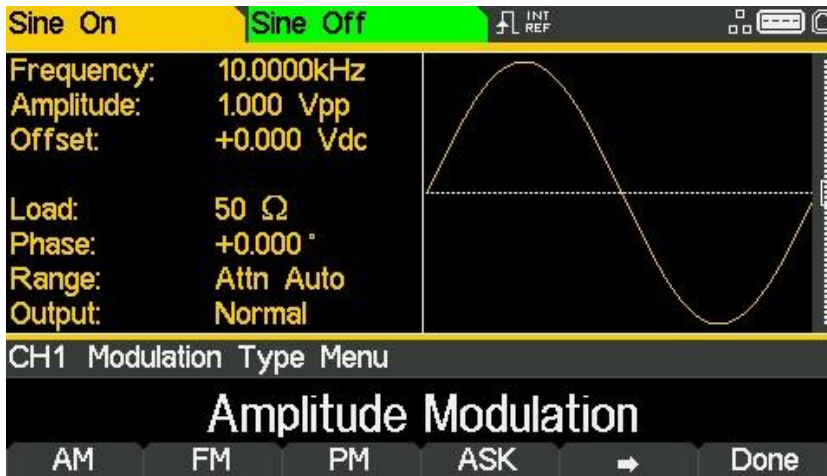 Sine On
Sine Off
INT
REF
Frequency: 10.0000kHz
Amplitude: 1.000 Vpp
Offset: +0.000 Vdc
Load: 50 Ω
Phase: +0.000 °
Range: Attn Auto
Output: Normal
CH1 Modulation Type Menu
Amplitude Modulation
AM FM PM ASK ➡ Done